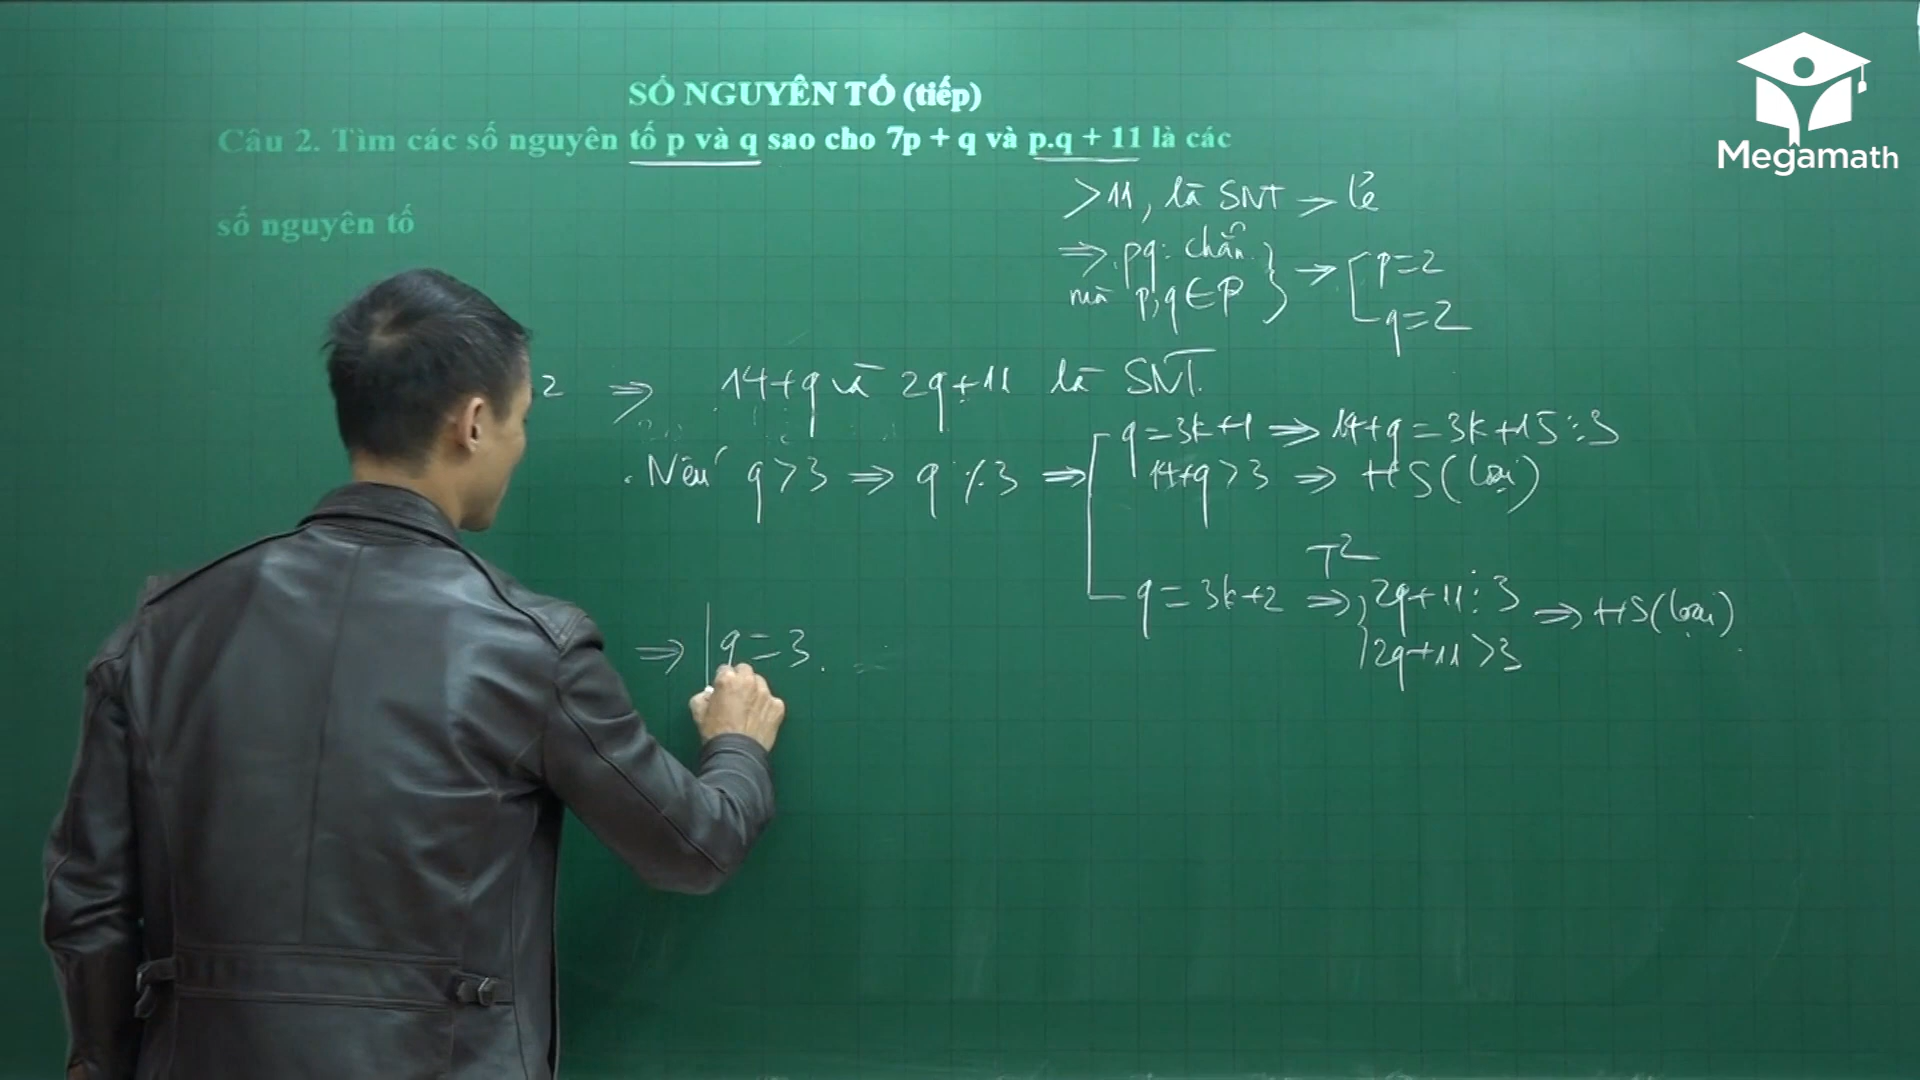 SỐ NGUYÊN TỐ (tiếp)
Câu 2. Tìm các số nguyên tố p và q sao cho 7p + q và p.q + 11 là các
số nguyên tố
Megamath
>11, là SNT → lẻ
⇒ pq: chẵn
mà p,q ∈ P
→ p=2
q=2
2 ⇒ 14+q và 2q+11 là SNT.
Nếu q>3 ⇒ q ⋮̸ 3 ⇒
q=3k+1 ⇒ 14+q=3k+15⋮3
14+q>3 ⇒ HS(loại)
T²
q=3k+2 ⇒ 2q+11⋮3 ⇒ HS(loại)
2q+11>3
⇒ q=3.